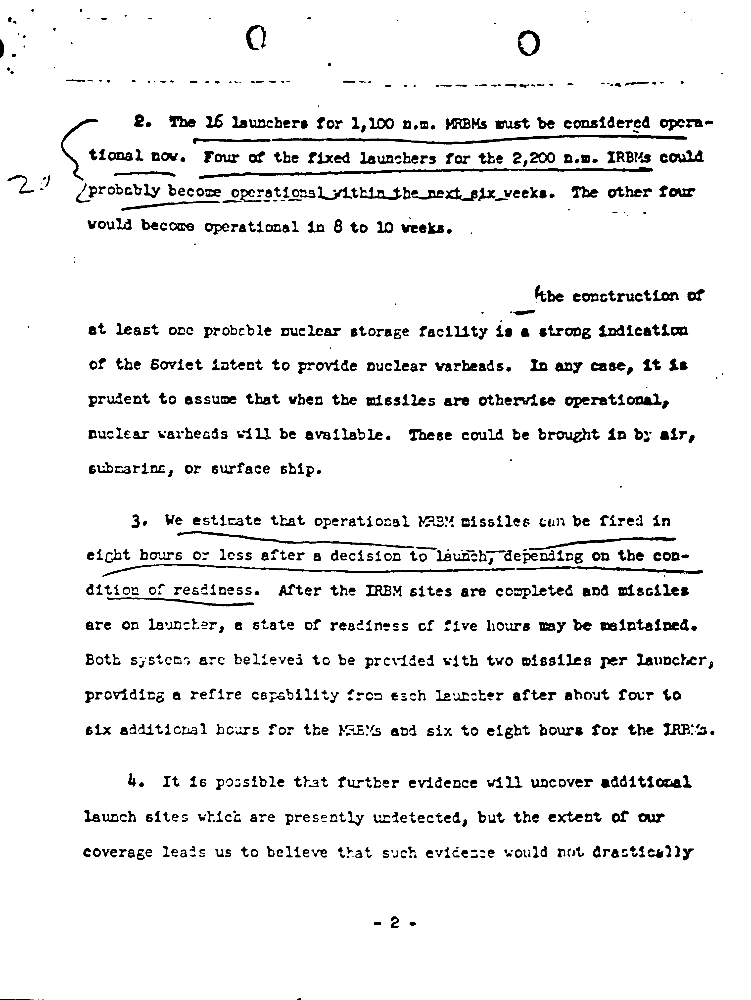 2. The 16 launchers for 1,100 n.m. MRBMs must be considered opera-
tional now. Four of the fixed launchers for the 2,200 n.m. IRBMs could
probably become operational within the next six weeks. The other four
would become operational in 8 to 10 weeks.
the construction of
at least one probable nuclear storage facility is a strong indication
of the Soviet intent to provide nuclear warheads. In any case, it is
prudent to assume that when the missiles are otherwise operational,
nuclear warheads will be available. These could be brought in by air,
submarine, or surface ship.
3. We estimate that operational MRBM missiles can be fired in
eight hours or less after a decision to launch, depending on the con-
dition of readiness. After the IRBM sites are completed and missiles
are on launcher, a state of readiness of five hours may be maintained.
Both systems are believed to be provided with two missiles per launcher,
providing a refire capability from each launcher after about four to
six additional hours for the MRBMs and six to eight hours for the IRBMs.
4. It is possible that further evidence will uncover additional
launch sites which are presently undetected, but the extent of our
coverage leads us to believe that such evidence would not drastically
- 2 -